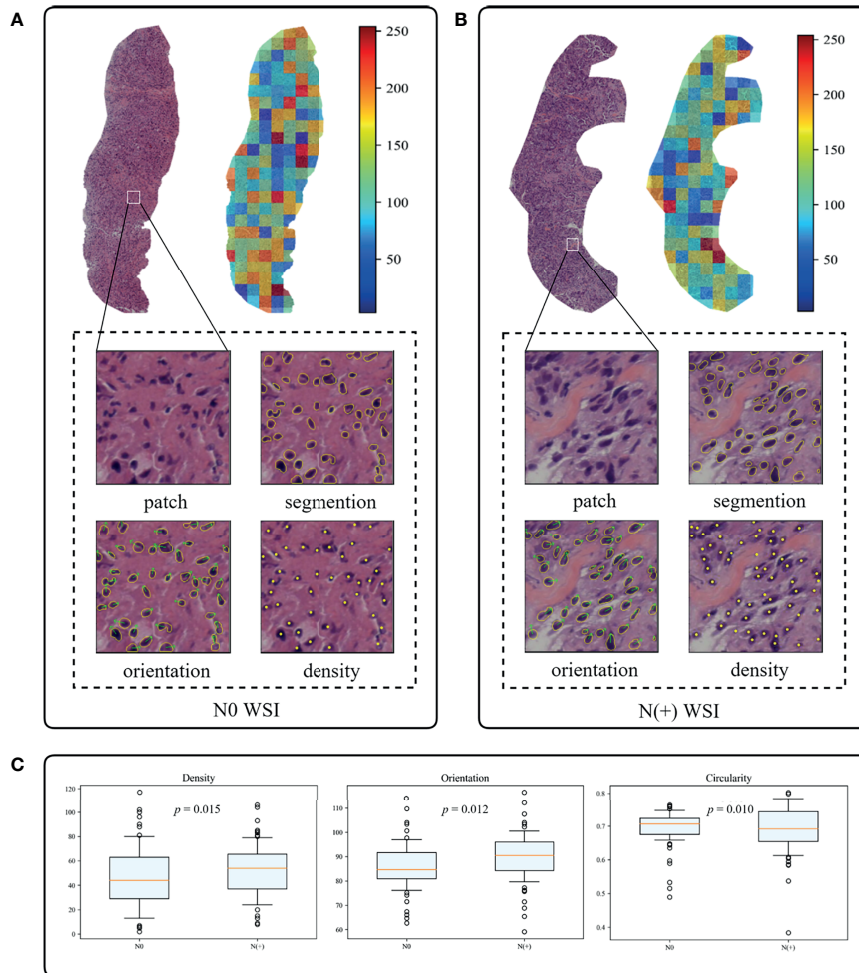 A
250
200
150
100
50
patch
segmention
orientation
density
N0 WSI
B
250
200
150
100
50
patch
segmention
orientation
density
N(+) WSI
C
Density
p = 0.015
120
100
80
60
40
20
0
N0
N(+)
Orientation
p = 0.012
110
100
90
80
70
60
N0
N(+)
Circularity
p = 0.010
0.8
0.7
0.6
0.5
0.4
N0
N(+)